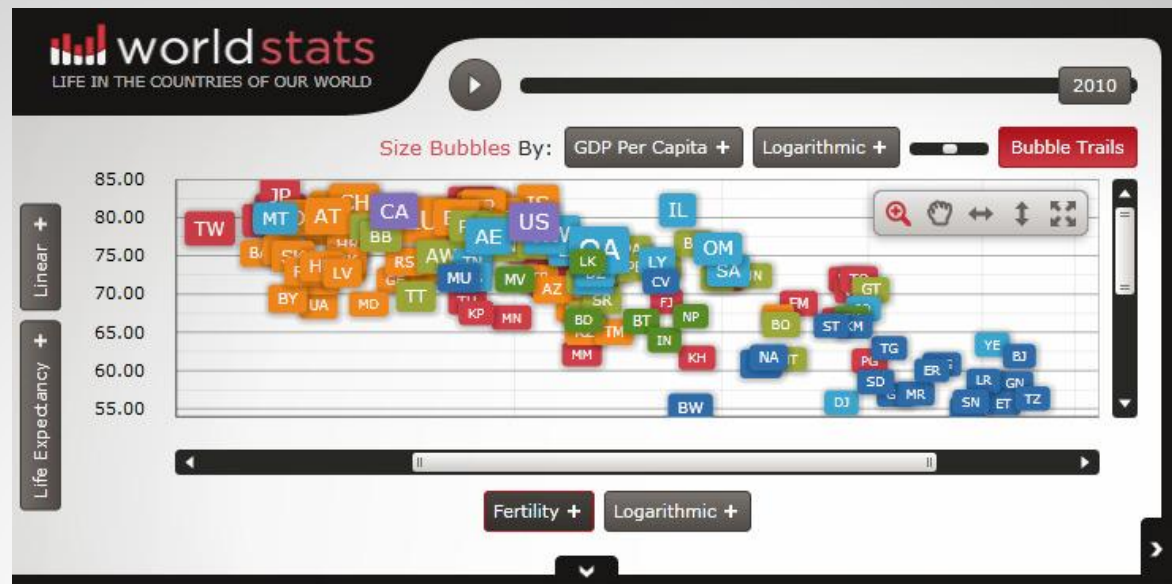 worldstats
LIFE IN THE COUNTRIES OF OUR WORLD
2010
Size Bubbles By: GDP Per Capita + Logarithmic + Bubble Trails
85.00
80.00
75.00
70.00
65.00
60.00
55.00
Linear +
Life Expectancy +
JP CH
TW MT AT CA US IL
BB AE OM
AW LK LY SA
RS
LV MU MV AZ CV
BY UA MD TT SR FJ FM GT
KP MN BD BT NP BO ST KM
TM IN
MM KH NA TG YE BJ
PG ER
SD MR LR GN
BW DJ SN ET TZ
Fertility + Logarithmic +